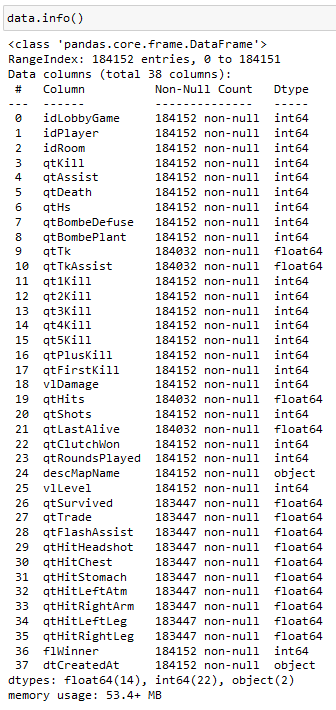 data.info()
<class 'pandas.core.frame.DataFrame'>
RangeIndex: 184152 entries, 0 to 184151
Data columns (total 38 columns):
 #   Column          Non-Null Count   Dtype
---  ------          --------------   -----
 0   idLobbyGame     184152 non-null  int64
 1   idPlayer        184152 non-null  int64
 2   idRoom          184152 non-null  int64
 3   qtKill          184152 non-null  int64
 4   qtAssist        184152 non-null  int64
 5   qtDeath         184152 non-null  int64
 6   qtHs            184152 non-null  int64
 7   qtBombeDefuse   184152 non-null  int64
 8   qtBombePlant    184152 non-null  int64
 9   qtTk            184032 non-null  float64
 10  qtTkAssist      184032 non-null  float64
 11  qt1Kill         184152 non-null  int64
 12  qt2Kill         184152 non-null  int64
 13  qt3Kill         184152 non-null  int64
 14  qt4Kill         184152 non-null  int64
 15  qt5Kill         184152 non-null  int64
 16  qtPlusKill      184152 non-null  int64
 17  qtFirstKill     184152 non-null  int64
 18  vlDamage        184152 non-null  int64
 19  qtHits          184032 non-null  float64
 20  qtShots         184152 non-null  int64
 21  qtLastAlive     184032 non-null  float64
 22  qtClutchWon     184152 non-null  int64
 23  qtRoundsPlayed  184152 non-null  int64
 24  descMapName     184152 non-null  object
 25  vlLevel         184152 non-null  int64
 26  qtSurvived      183447 non-null  float64
 27  qtTrade         183447 non-null  float64
 28  qtFlashAssist   183447 non-null  float64
 29  qtHitHeadshot   183447 non-null  float64
 30  qtHitChest      183447 non-null  float64
 31  qtHitStomach    183447 non-null  float64
 32  qtHitLeftAtm    183447 non-null  float64
 33  qtHitRightArm   183447 non-null  float64
 34  qtHitLeftLeg    183447 non-null  float64
 35  qtHitRightLeg   183447 non-null  float64
 36  flWinner        184152 non-null  int64
 37  dtCreatedAt     184152 non-null  object
dtypes: float64(14), int64(22), object(2)
memory usage: 53.4+ MB